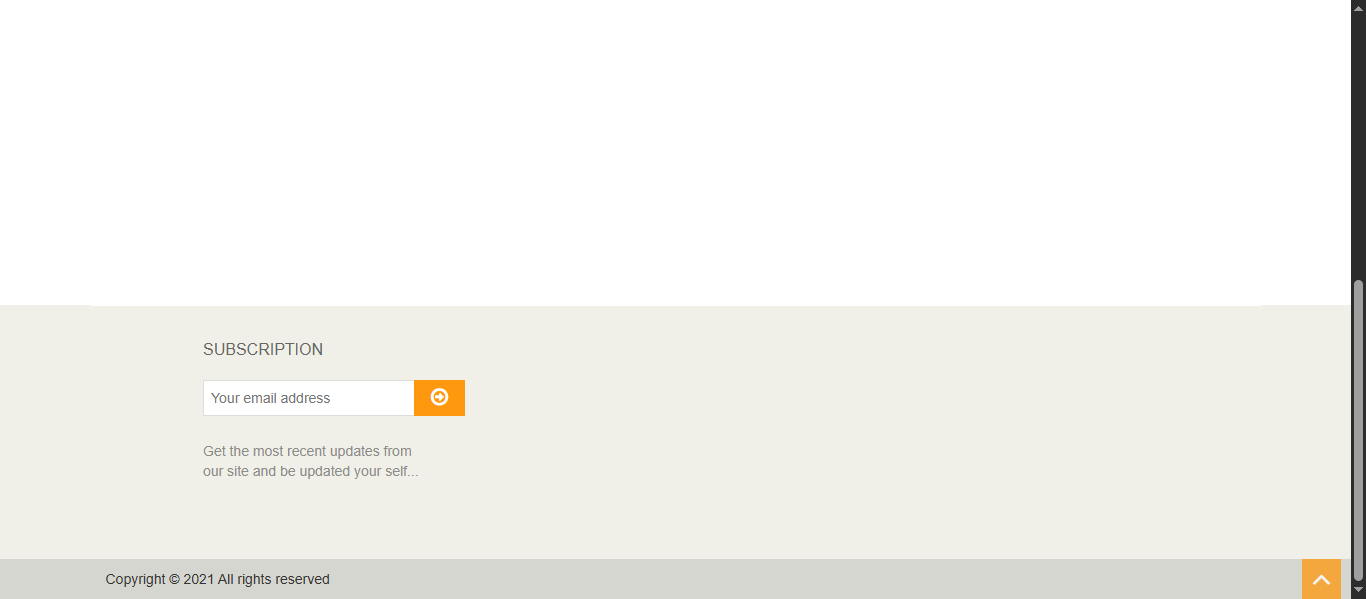 SUBSCRIPTION
Your email address
Get the most recent updates from
our site and be updated your self...
Copyright © 2021 All rights reserved